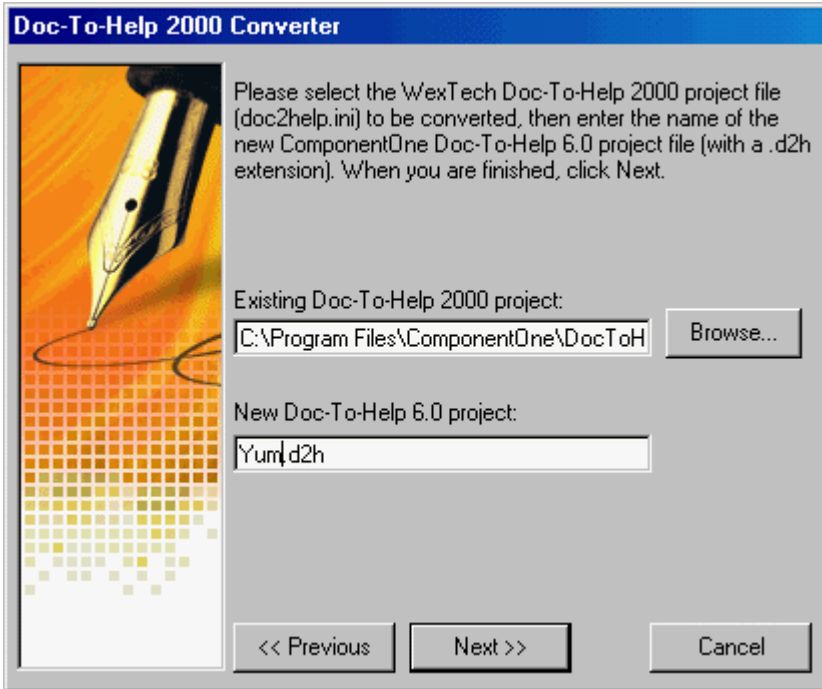 Doc-To-Help 2000 Converter
Please select the WexTech Doc-To-Help 2000 project file
(doc2help.ini) to be converted, then enter the name of the
new ComponentOne Doc-To-Help 6.0 project file (with a .d2h
extension). When you are finished, click Next.
Existing Doc-To-Help 2000 project:
C:\Program Files\ComponentOne\DocToH
Browse...
New Doc-To-Help 6.0 project:
Yum.d2h
<< Previous
Next >>
Cancel